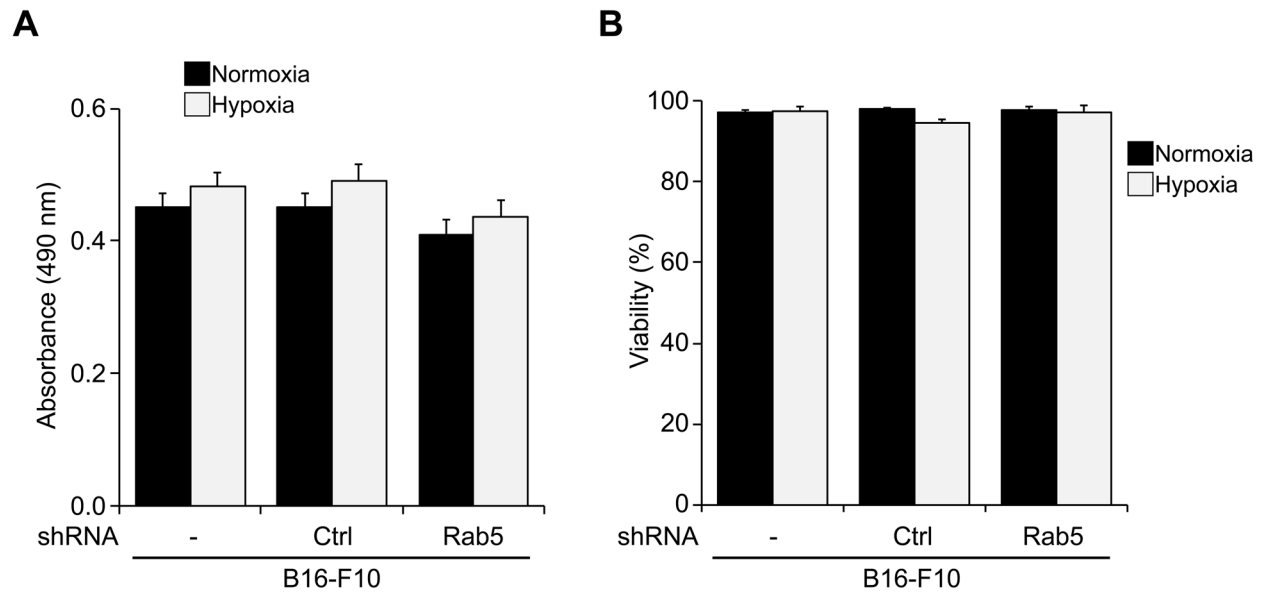 A
Normoxia
Hypoxia
Absorbance (490 nm)
0.6
0.4
0.2
0.0
shRNA - Ctrl Rab5
B16-F10
B
Normoxia
Hypoxia
Viability (%)
100
80
60
40
20
0
shRNA - Ctrl Rab5
B16-F10